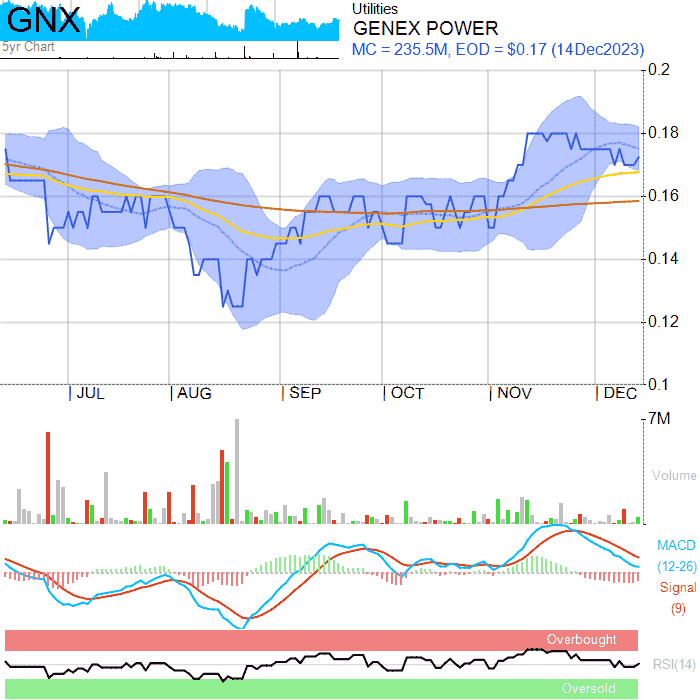 GNX
5yr Chart
Utilities
GENEX POWER
MC = 235.5M, EOD = $0.17 (14Dec2023)
0.2
0.18
0.16
0.14
0.12
0.1
JUL AUG SEP OCT NOV DEC
7M
Volume
MACD
(12-26)
Signal
(9)
Overbought
RSI(14)
Oversold